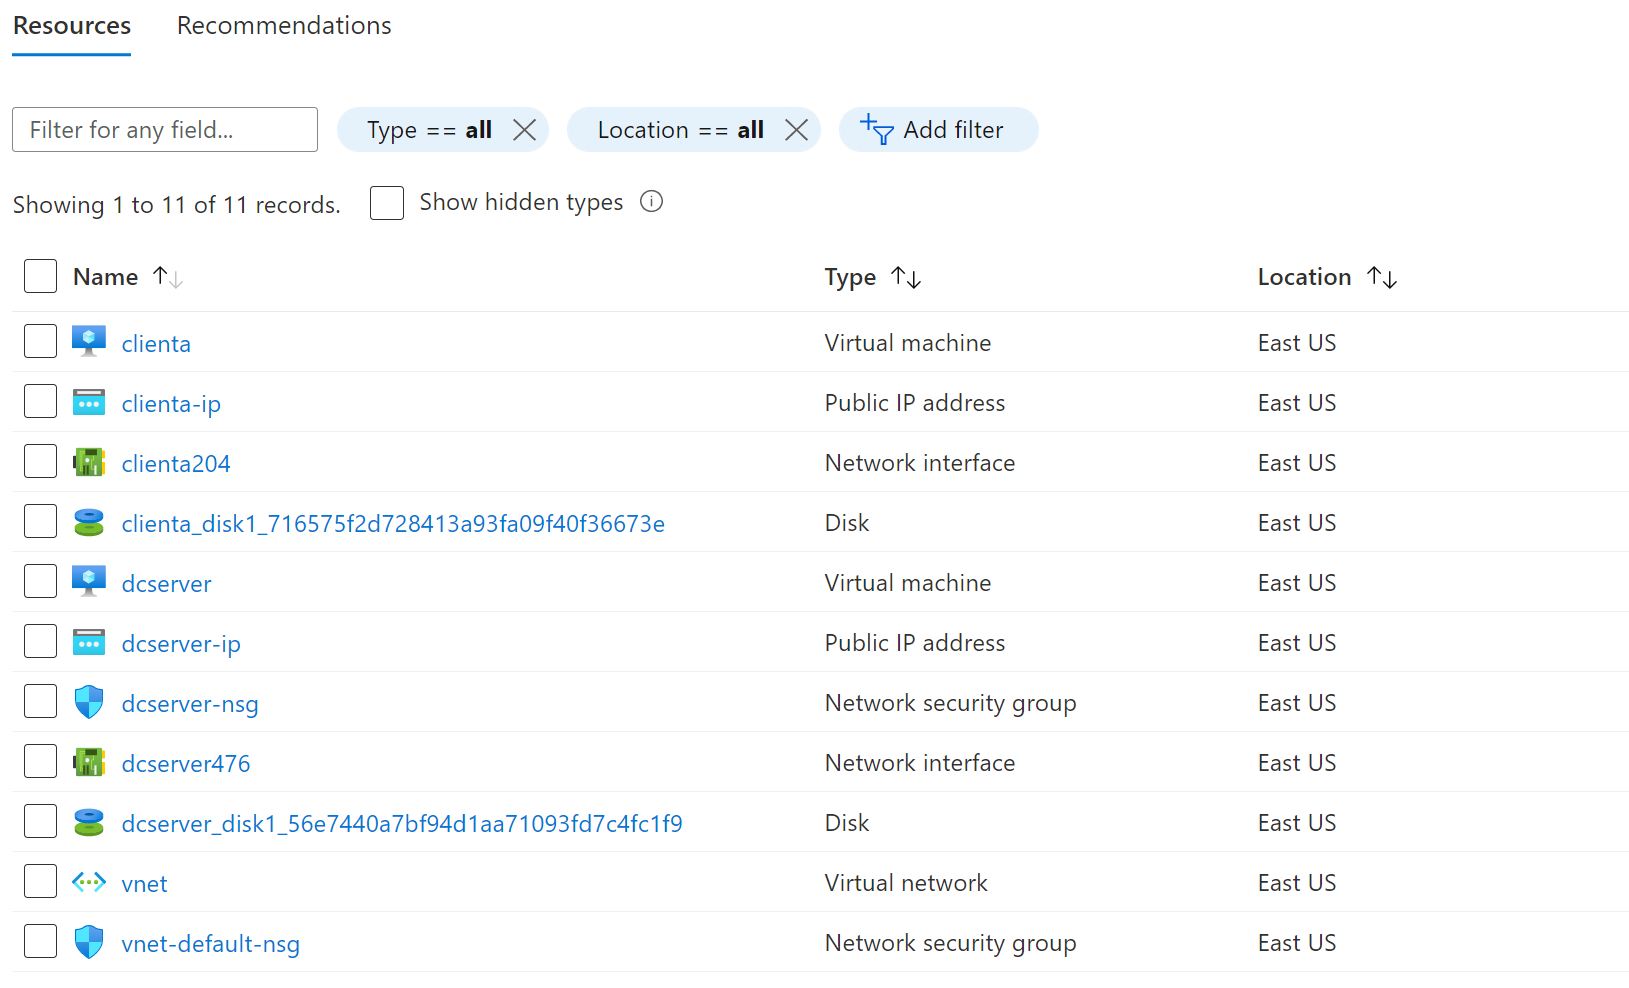 Resources Recommendations
Filter for any field... Type == all Location == all Add filter
Showing 1 to 11 of 11 records. Show hidden types
Name Type Location
clienta Virtual machine East US
clienta-ip Public IP address East US
clienta204 Network interface East US
clienta_disk1_716575f2d728413a93fa09f40f36673e Disk East US
dcserver Virtual machine East US
dcserver-ip Public IP address East US
dcserver-nsg Network security group East US
dcserver476 Network interface East US
dcserver_disk1_56e7440a7bf94d1aa71093fd7c4fc1f9 Disk East US
vnet Virtual network East US
vnet-default-nsg Network security group East US